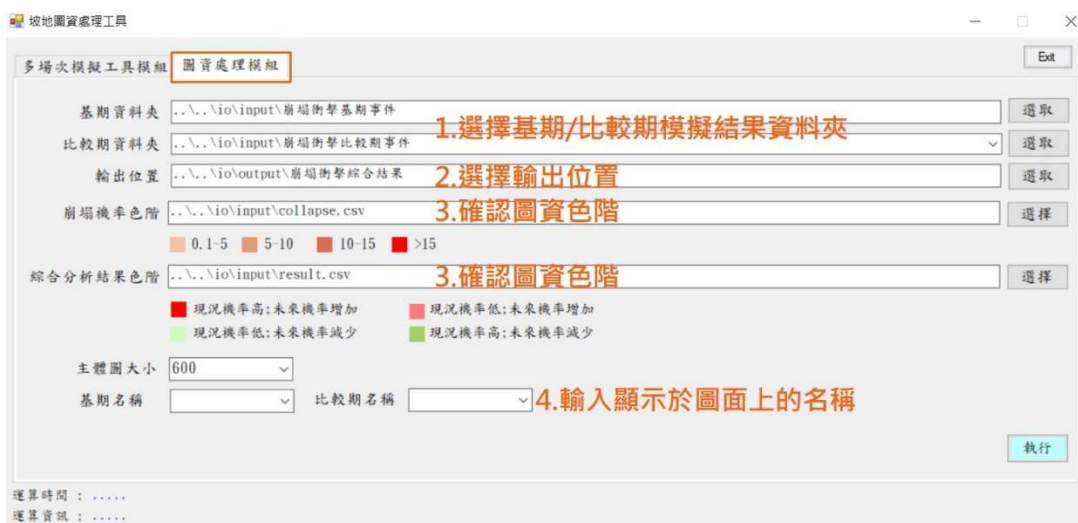 坡地圖資處理工具
Exit
多場次模擬工具模組 圖資處理模組
基期資料夾 ..\..\io\input\崩塌衝擊基期事件 選取
1.選擇基期/比較期模擬結果資料夾
比較期資料夾 ..\..\io\input\崩塌衝擊比較期事件 選取
輸出位置 ..\..\io\output\崩塌衝擊綜合結果 2.選擇輸出位置 選取
崩塌機率色階 ..\..\io\input\collapse.csv 3.確認圖資色階 選擇
0.1-5 5-10 10-15 >15
綜合分析結果色階 ..\..\io\input\result.csv 3.確認圖資色階 選擇
現況機率高;未來機率增加 現況機率低;未來機率增加
現況機率低;未來機率減少 現況機率高;未來機率減少
主體圖大小 600
基期名稱 比較期名稱 4.輸入顯示於圖面上的名稱
執行
運算時間 : .....
運算資訊 : .....